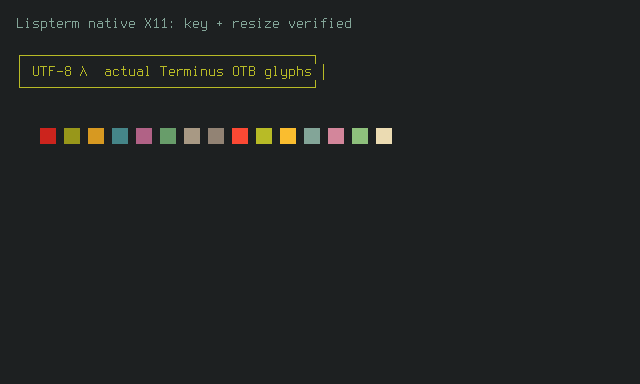 Lispterm native X11: key + resize verified
UTF-8 λ  actual Terminus OTB glyphs